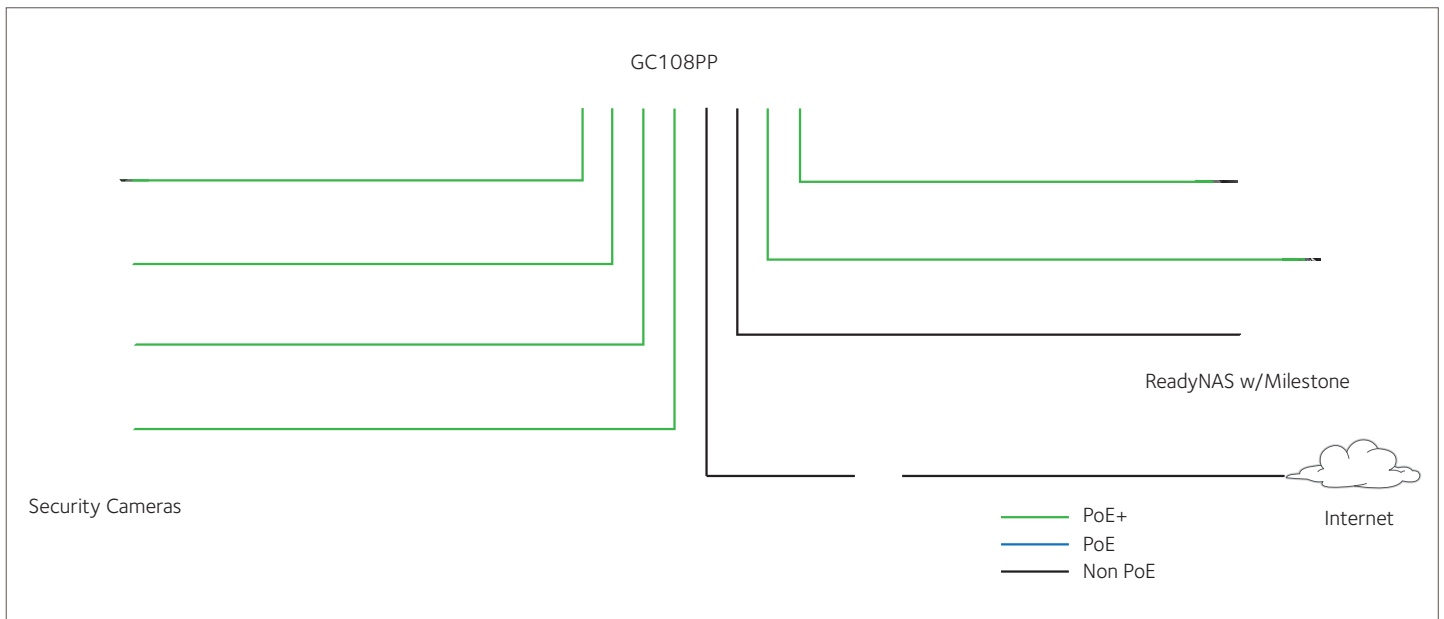 GC108PP
ReadyNAS w/Milestone
Security Cameras
Internet
PoE+
PoE
Non PoE